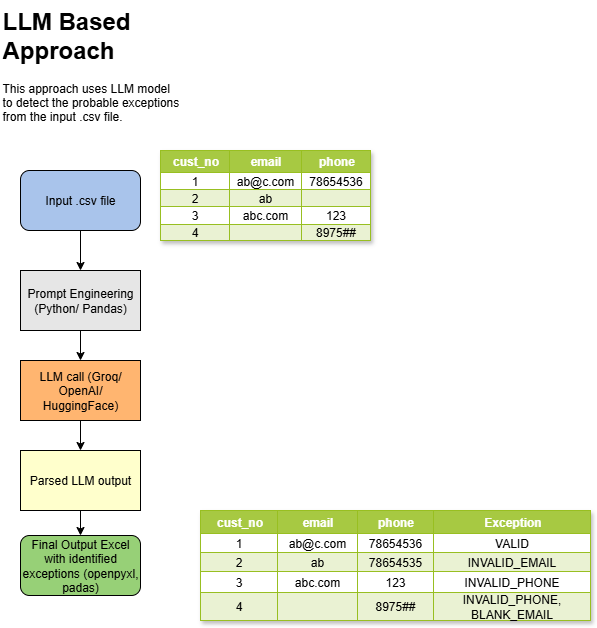 LLM Based
Approach
This approach uses LLM model
to detect the probable exceptions
from the input .csv file.
cust_no email phone
1 ab@c.com 78654536
2 ab
3 abc.com 123
4 8975##
Input .csv file
Prompt Engineering
(Python/ Pandas)
LLM call (Groq/
OpenAI/
HuggingFace)
Parsed LLM output
Final Output Excel
with identified
exceptions (openpyxl,
padas)
cust_no email phone Exception
1 ab@c.com 78654536 VALID
2 ab 78654535 INVALID_EMAIL
3 abc.com 123 INVALID_PHONE
4 8975## INVALID_PHONE,
BLANK_EMAIL